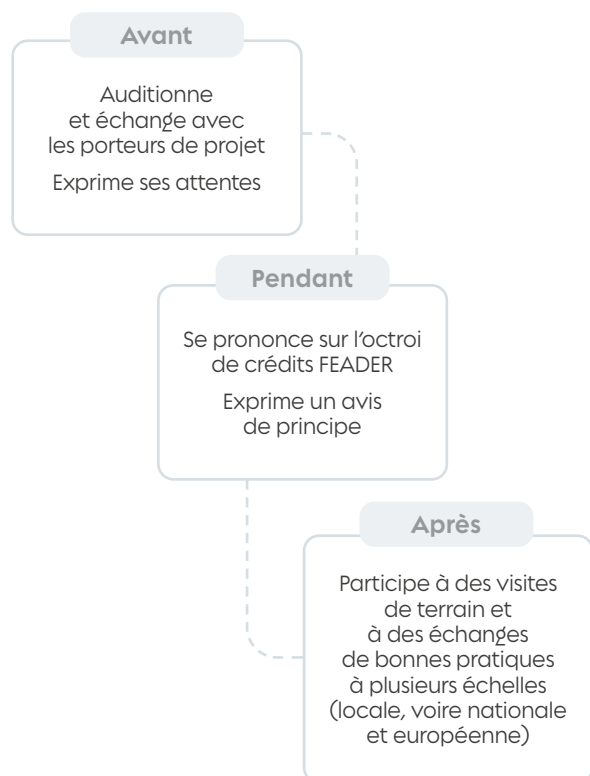 Avant
Auditionne
et échange avec
les porteurs de projet
Exprime ses attentes
Pendant
Se prononce sur l'octroi
de crédits FEADER
Exprime un avis
de principe
Après
Participe à des visites
de terrain et
à des échanges
de bonnes pratiques
à plusieurs échelles
(locale, voire nationale
et européenne)